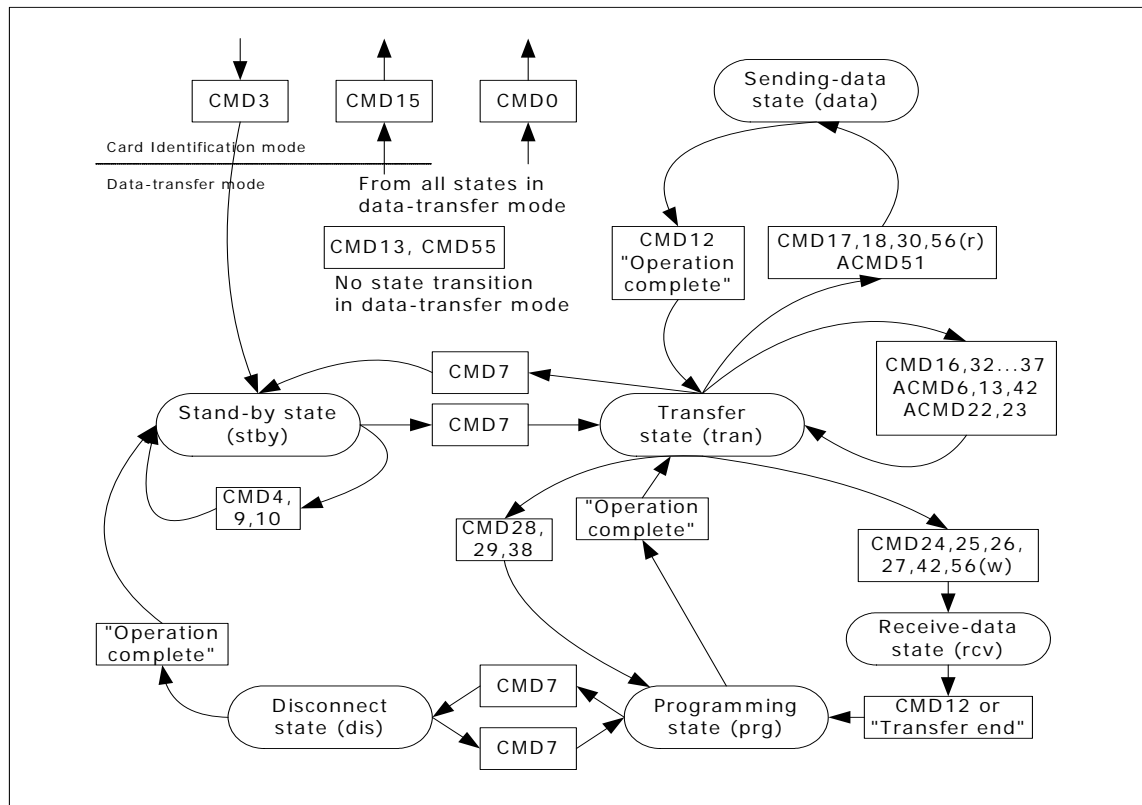 CMD3
CMD15
CMD0
Sending-data
state (data)
Card Identification mode
Data-transfer mode
From all states in
data-transfer mode
CMD13, CMD55
No state transition
in data-transfer mode
CMD12
"Operation
complete"
CMD17,18,30,56(r)
ACMD51
CMD16,32...37
ACMD6,13,42
ACMD22,23
CMD7
Stand-by state
(stby)
CMD7
Transfer
state (tran)
CMD4,
9,10
CMD28,
29,38
"Operation
complete"
CMD24,25,26,
27,42,56(w)
"Operation
complete"
Receive-data
state (rcv)
CMD7
Disconnect
state (dis)
Programming
state (prg)
CMD12 or
"Transfer end"
CMD7